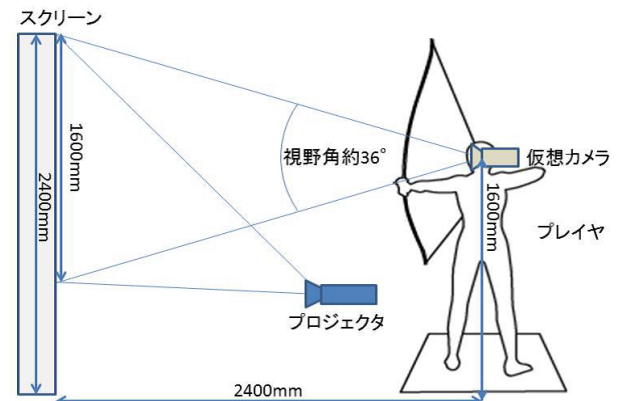 スクリーン
1600mm
2400mm
視野角約36°
仮想カメラ
1600mm
プレイヤ
プロジェクタ
2400mm